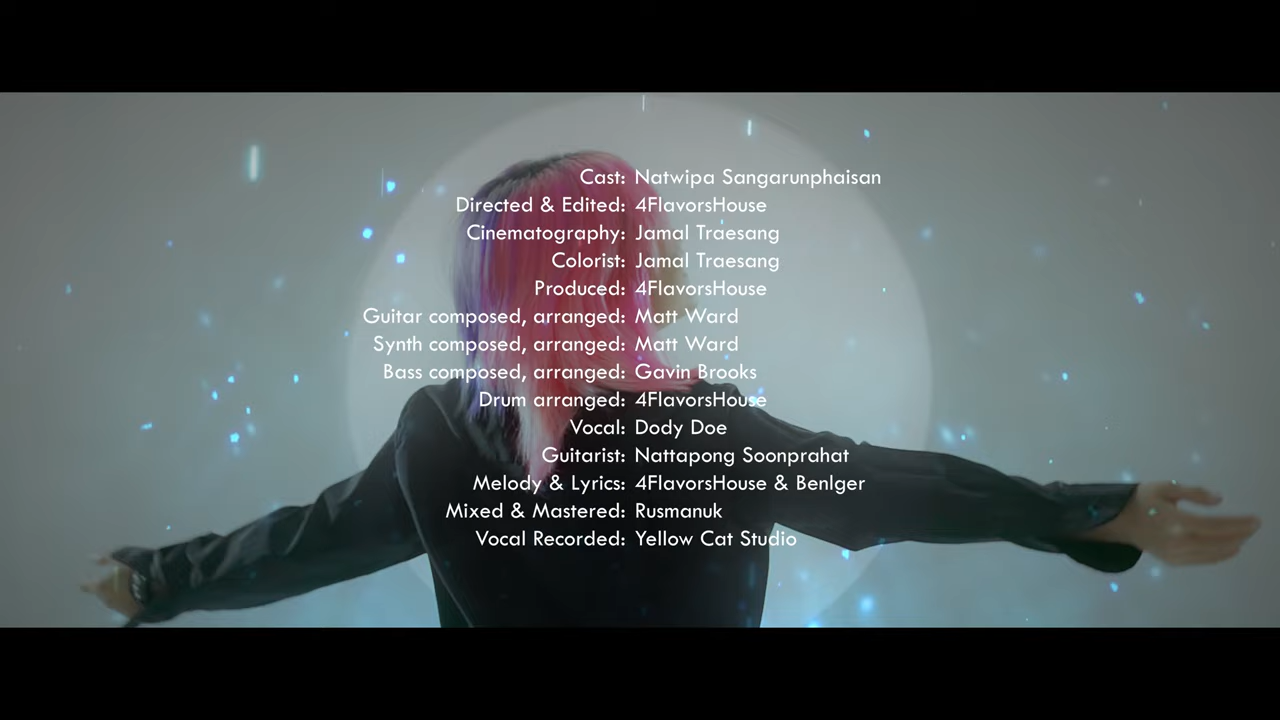 Cast: Natwipa Sangarunphaisan
Directed & Edited: 4FlavorsHouse
Cinematography: Jamal Traesang
Colorist: Jamal Traesang
Produced: 4FlavorsHouse
Guitar composed, arranged: Matt Ward
Synth composed, arranged: Matt Ward
Bass composed, arranged: Gavin Brooks
Drum arranged: 4FlavorsHouse
Vocal: Dody Doe
Guitarist: Nattapong Soonprahat
Melody & Lyrics: 4FlavorsHouse & Benlger
Mixed & Mastered: Rusmanuk
Vocal Recorded: Yellow Cat Studio